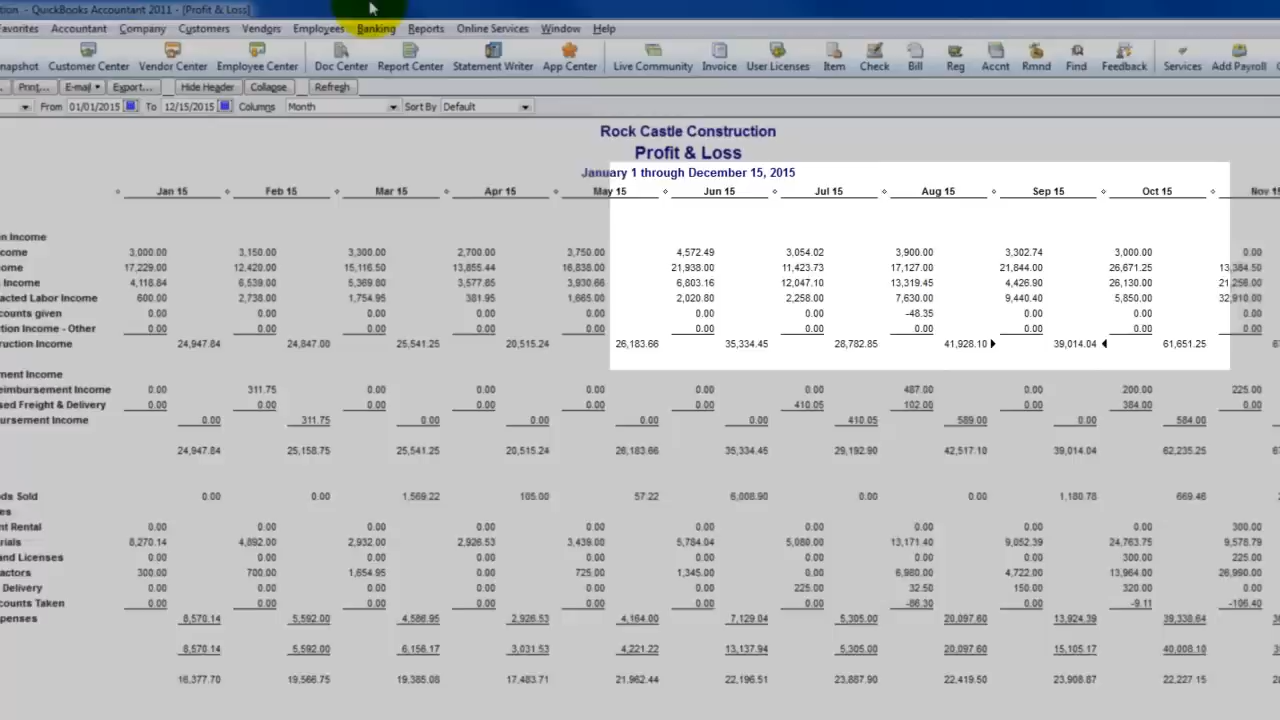 tion - QuickBooks Accountant 2011 - [Profit & Loss]
Favorites Accountant Company Customers Vendors Employees Banking Reports Online Services Window Help
Snapshot Customer Center Vendor Center Employee Center Doc Center Report Center Statement Writer App Center Live Community Invoice User Licenses Item Check Bill Reg Accnt Rmnd Find Feedback Services Add Payroll
Print... E-mail Export... Hide Header Collapse Refresh
From 01/01/2015 To 12/15/2015 Columns Month Sort By Default
Rock Castle Construction
Profit & Loss
January 1 through December 15, 2015
Jan 15 Feb 15 Mar 15 Apr 15 May 15 Jun 15 Jul 15 Aug 15 Sep 15 Oct 15 Nov 15
n Income
come 3,000.00 3,150.00 3,300.00 2,700.00 3,750.00 4,572.49 3,054.02 3,900.00 3,302.74 3,000.00 0.00
ome 17,229.00 12,420.00 15,116.50 13,855.44 16,838.00 21,938.00 11,423.73 17,127.00 21,844.00 26,671.25 13,384.50
Income 4,118.84 6,539.00 5,369.80 3,577.85 3,930.66 6,803.16 12,047.10 13,319.45 4,426.90 26,130.00 21,258.00
acted Labor Income 600.00 2,738.00 1,754.95 381.95 1,665.00 2,020.80 2,258.00 7,630.00 9,440.40 5,850.00 32,910.00
counts given 0.00 0.00 0.00 0.00 0.00 0.00 0.00 -48.35 0.00 0.00 0.00
ction Income - Other 0.00 0.00 0.00 0.00 0.00 0.00 0.00 0.00 0.00 0.00 0.00
ruction Income 24,947.84 24,847.00 25,541.25 20,515.24 26,183.66 35,334.45 28,782.85 41,928.10 39,014.04 61,651.25
ment Income
eimbursement Income 0.00 311.75 0.00 0.00 0.00 0.00 0.00 487.00 0.00 200.00 225.00
sed Freight & Delivery 0.00 0.00 0.00 0.00 0.00 0.00 410.05 102.00 0.00 384.00 0.00
ursement Income 0.00 311.75 0.00 0.00 0.00 0.00 410.05 589.00 0.00 584.00
24,947.84 25,158.75 25,541.25 20,515.24 26,183.66 35,334.45 29,192.90 42,517.10 39,014.04 62,235.25
ds Sold 0.00 0.00 1,569.22 105.00 57.22 6,008.90 0.00 0.00 1,180.78 669.46
es
nt Rental 0.00 0.00 0.00 0.00 0.00 0.00 0.00 0.00 0.00 0.00 300.00
rials 8,270.14 4,892.00 2,932.00 2,926.53 3,439.00 5,784.04 5,080.00 13,171.40 9,052.39 24,763.75 9,578.79
and Licenses 0.00 0.00 0.00 0.00 0.00 0.00 0.00 0.00 0.00 300.00 225.00
actors 300.00 700.00 1,654.95 0.00 725.00 1,345.00 0.00 6,980.00 4,722.00 13,964.00 26,990.00
Delivery 0.00 0.00 0.00 0.00 0.00 0.00 225.00 32.50 150.00 320.00 0.00
counts Taken 0.00 0.00 0.00 0.00 0.00 0.00 0.00 -86.30 0.00 -9.11 -106.40
penses 8,570.14 5,592.00 4,586.95 2,926.53 4,164.00 7,129.04 5,305.00 20,097.60 13,924.39 39,338.64
8,570.14 5,592.00 6,156.17 3,031.53 4,221.22 13,137.94 5,305.00 20,097.60 15,105.17 40,008.10
16,377.70 19,566.75 19,385.08 17,483.71 21,962.44 22,196.51 23,887.90 22,419.50 23,908.87 22,227.15